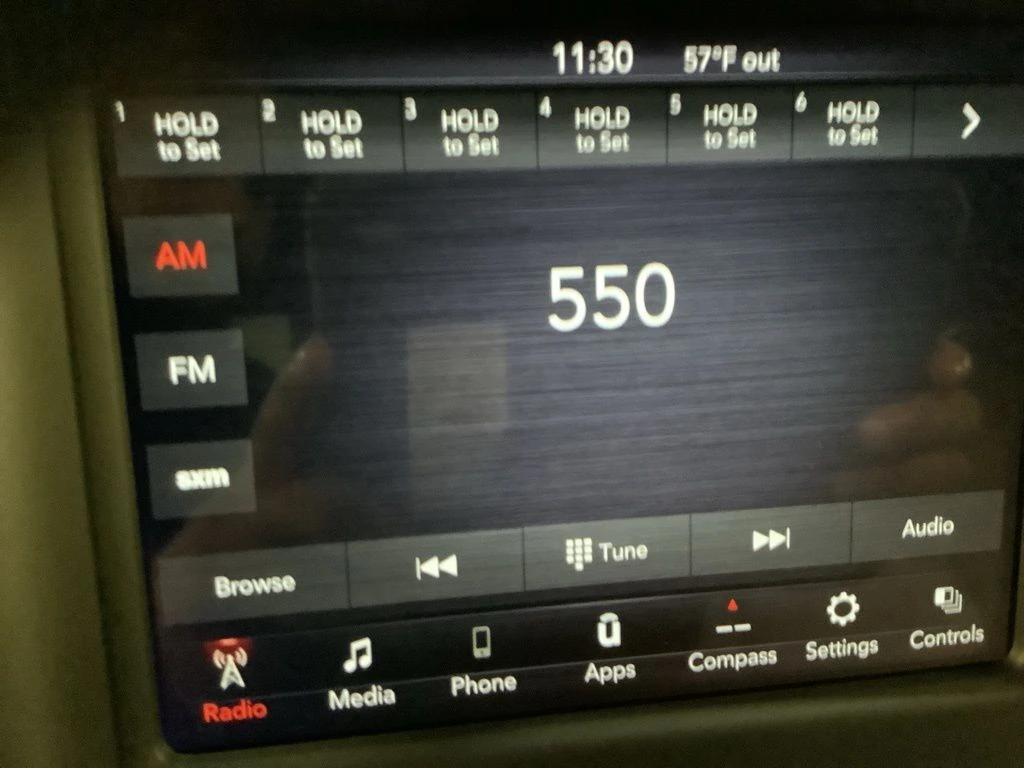 11:30 57°F out
1 HOLD to Set
2 HOLD to Set
3 HOLD to Set
4 HOLD to Set
5 HOLD to Set
6 HOLD to Set
AM
550
FM
sxm
Browse
Tune
Audio
Radio
Media
Phone
Apps
Compass
Settings
Controls